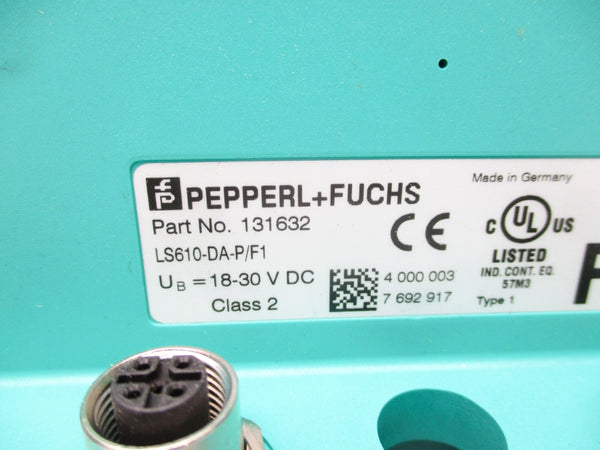 Made in Germany
PEPPERL+FUCHS
Part No. 131632
LS610-DA-P/F1
UB = 18-30 V DC
Class 2
4 000 003
7 692 917
CE
C UL US
LISTED
IND. CONT. EQ.
57M3
Type 1